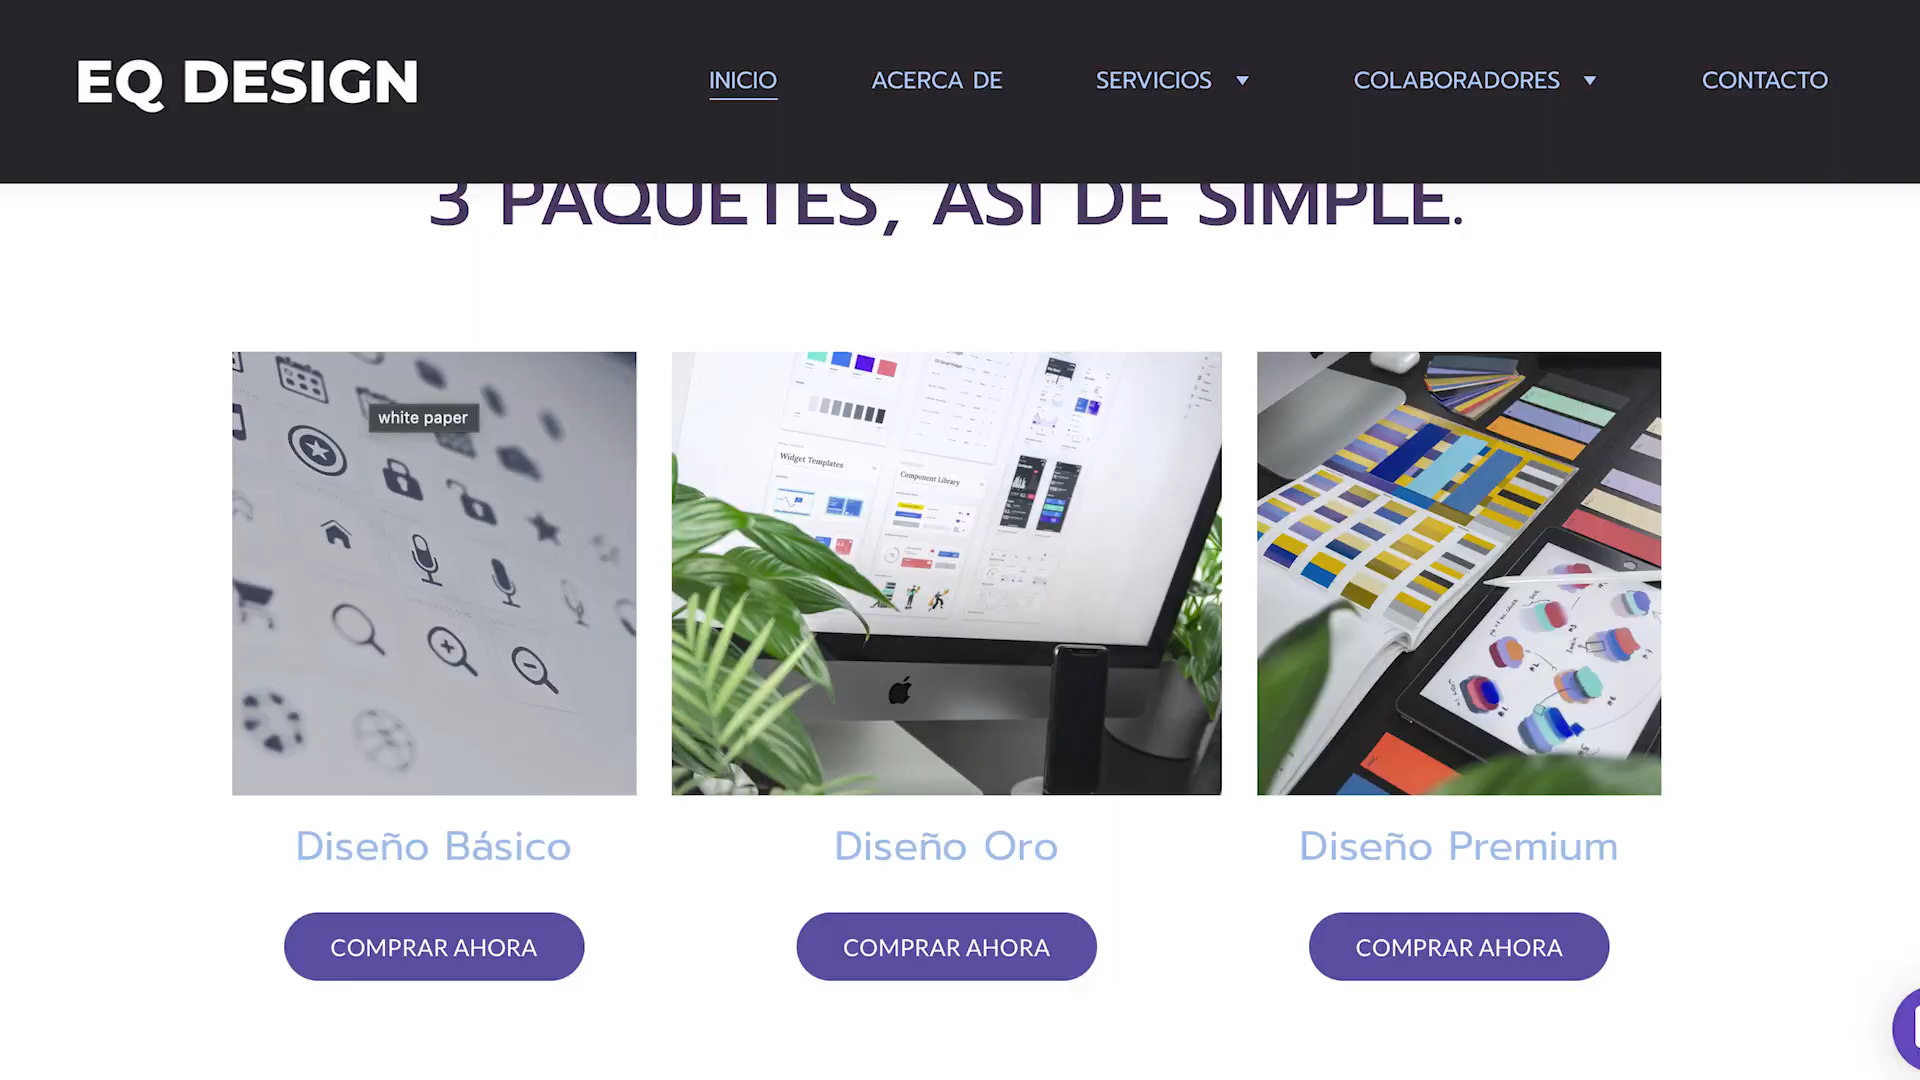 EQ DESIGN
INICIO
ACERCA DE
SERVICIOS
COLABORADORES
CONTACTO
3 PAQUETES, ASÍ DE SIMPLE.
white paper
Widget Templates
Component Library
Diseño Básico
Diseño Oro
Diseño Premium
COMPRAR AHORA
COMPRAR AHORA
COMPRAR AHORA